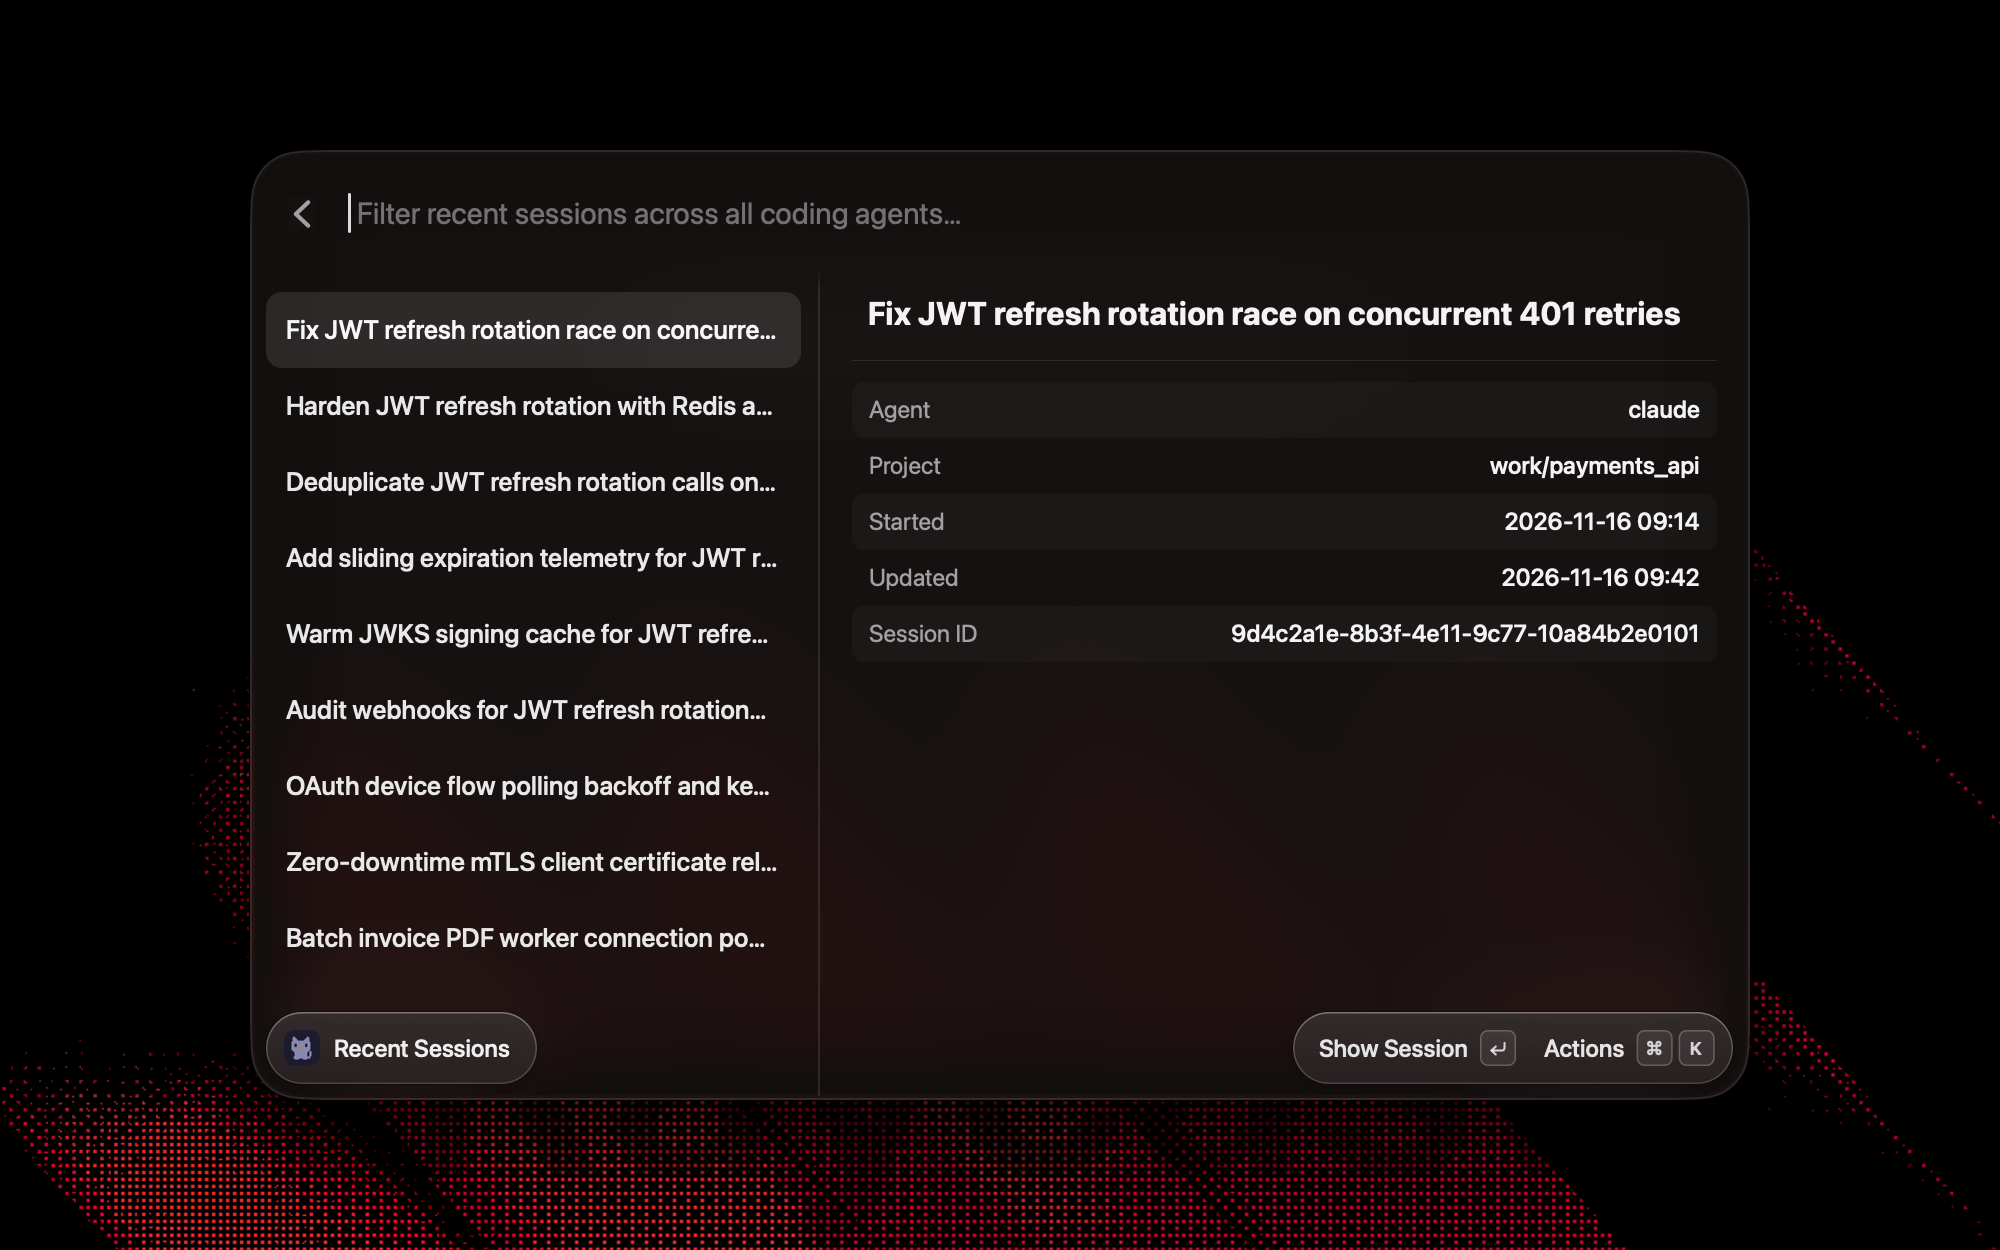 Filter recent sessions across all coding agents…
Fix JWT refresh rotation race on concurre…
Harden JWT refresh rotation with Redis a…
Deduplicate JWT refresh rotation calls on…
Add sliding expiration telemetry for JWT r…
Warm JWKS signing cache for JWT refre…
Audit webhooks for JWT refresh rotation…
OAuth device flow polling backoff and ke…
Zero-downtime mTLS client certificate rel…
Batch invoice PDF worker connection po…
Fix JWT refresh rotation race on concurrent 401 retries
Agent claude
Project work/payments_api
Started 2026-11-16 09:14
Updated 2026-11-16 09:42
Session ID 9d4c2a1e-8b3f-4e11-9c77-10a84b2e0101
Recent Sessions
Show Session ↵ Actions ⌘ K